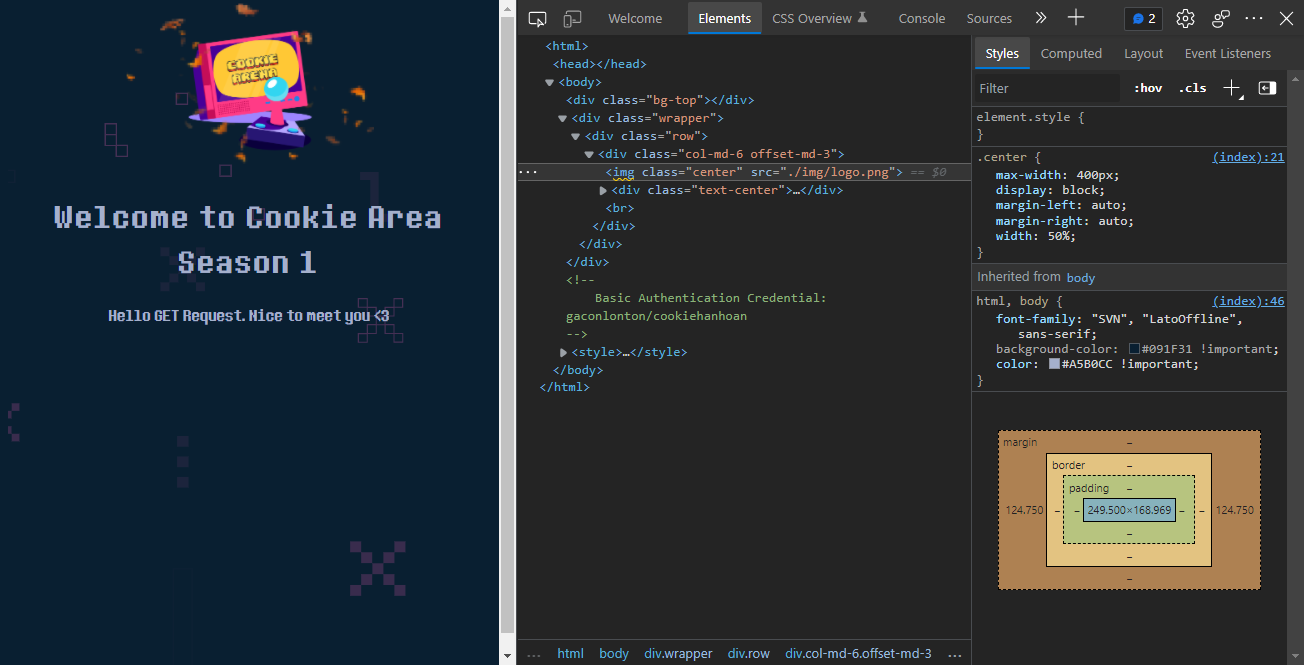 COOKIE
ARENA
Welcome to Cookie Area
Season 1
Hello GET Request. Nice to meet you <3
Welcome Elements CSS Overview Console Sources 2
<html>
<head></head>
<body>
<div class="bg-top"></div>
<div class="wrapper">
<div class="row">
<div class="col-md-6 offset-md-3">
<img class="center" src="./img/logo.png"> == $0
<div class="text-center">…</div>
<br>
</div>
</div>
</div>
<!--
Basic Authentication Credential:
gaconlonton/cookiehanhoan
-->
<style>…</style>
</body>
</html>
... html body div.wrapper div.row div.col-md-6.offset-md-3 ...
Styles Computed Layout Event Listeners
Filter :hov .cls
element.style {
}
.center { (index):21
max-width: 400px;
display: block;
margin-left: auto;
margin-right: auto;
width: 50%;
}
Inherited from body
html, body { (index):46
font-family: "SVN", "LatoOffline",
sans-serif;
background-color: #091F31 !important;
color: #A5B0CC !important;
}
margin –
border –
padding –
124.750 – – 249.500×168.969 – – 124.750
–
–
–